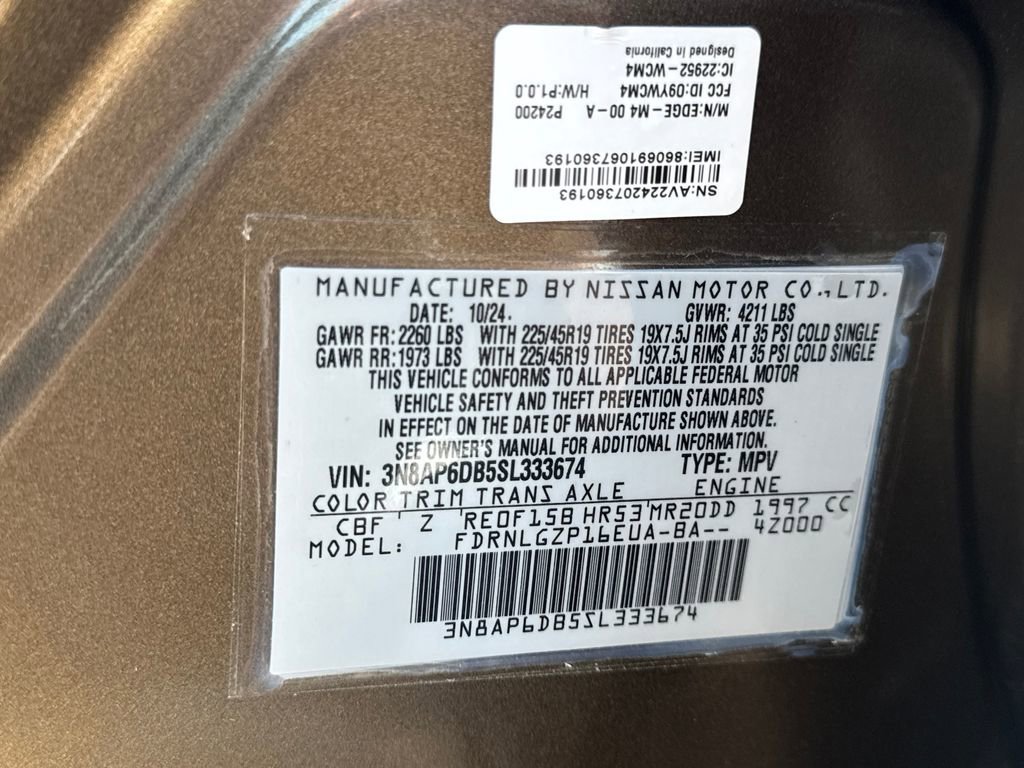 SN:AV224207360193
IMEI:860691067360193
M/N:EDGE-M4 00-A P24200
FCC ID:O9YWCM4 H/W:P1.0.0
IC:22952-WCM4
Designed in California
MANUFACTURED BY NISSAN MOTOR CO.,LTD.
DATE: 10/24. GVWR: 4211 LBS
GAWR FR: 2260 LBS WITH 225/45R19 TIRES 19X7.5J RIMS AT 35 PSI COLD SINGLE
GAWR RR: 1973 LBS WITH 225/45R19 TIRES 19X7.5J RIMS AT 35 PSI COLD SINGLE
THIS VEHICLE CONFORMS TO ALL APPLICABLE FEDERAL MOTOR
VEHICLE SAFETY AND THEFT PREVENTION STANDARDS
IN EFFECT ON THE DATE OF MANUFACTURE SHOWN ABOVE.
SEE OWNER'S MANUAL FOR ADDITIONAL INFORMATION.
VIN: 3N8AP6DB5SL333674 TYPE: MPV
COLOR TRIM TRANS AXLE ENGINE
CBF Z RE0F15B HR53 MR20DD 1997 CC
MODEL: FDRNLGZP16EUA-BA-- 4Z000
3N8AP6DB5SL333674